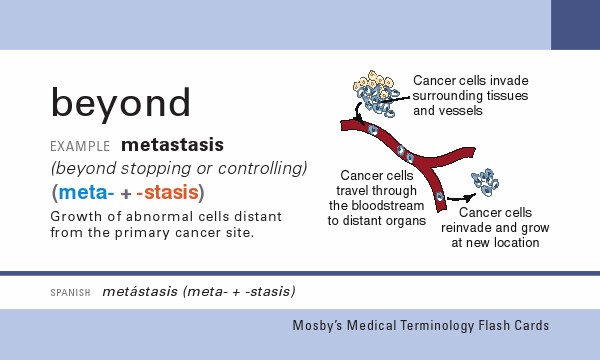 beyond
EXAMPLE metastasis
(beyond stopping or controlling)
(meta- + -stasis)
Growth of abnormal cells distant
from the primary cancer site.
Cancer cells invade
surrounding tissues
and vessels
Cancer cells
travel through
the bloodstream
to distant organs
Cancer cells
reinvade and grow
at new location
SPANISH metástasis (meta- + -stasis)
Mosby's Medical Terminology Flash Cards